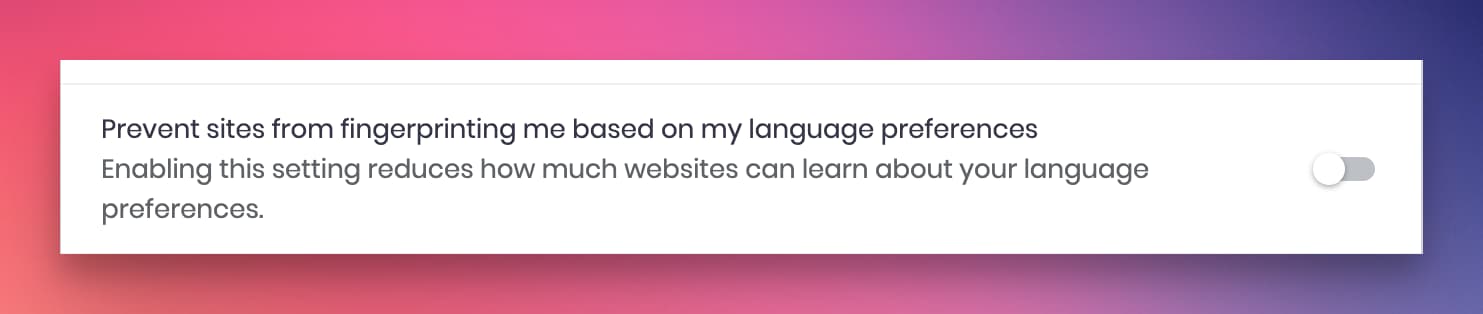 Prevent sites from fingerprinting me based on my language preferences
Enabling this setting reduces how much websites can learn about your language
preferences.